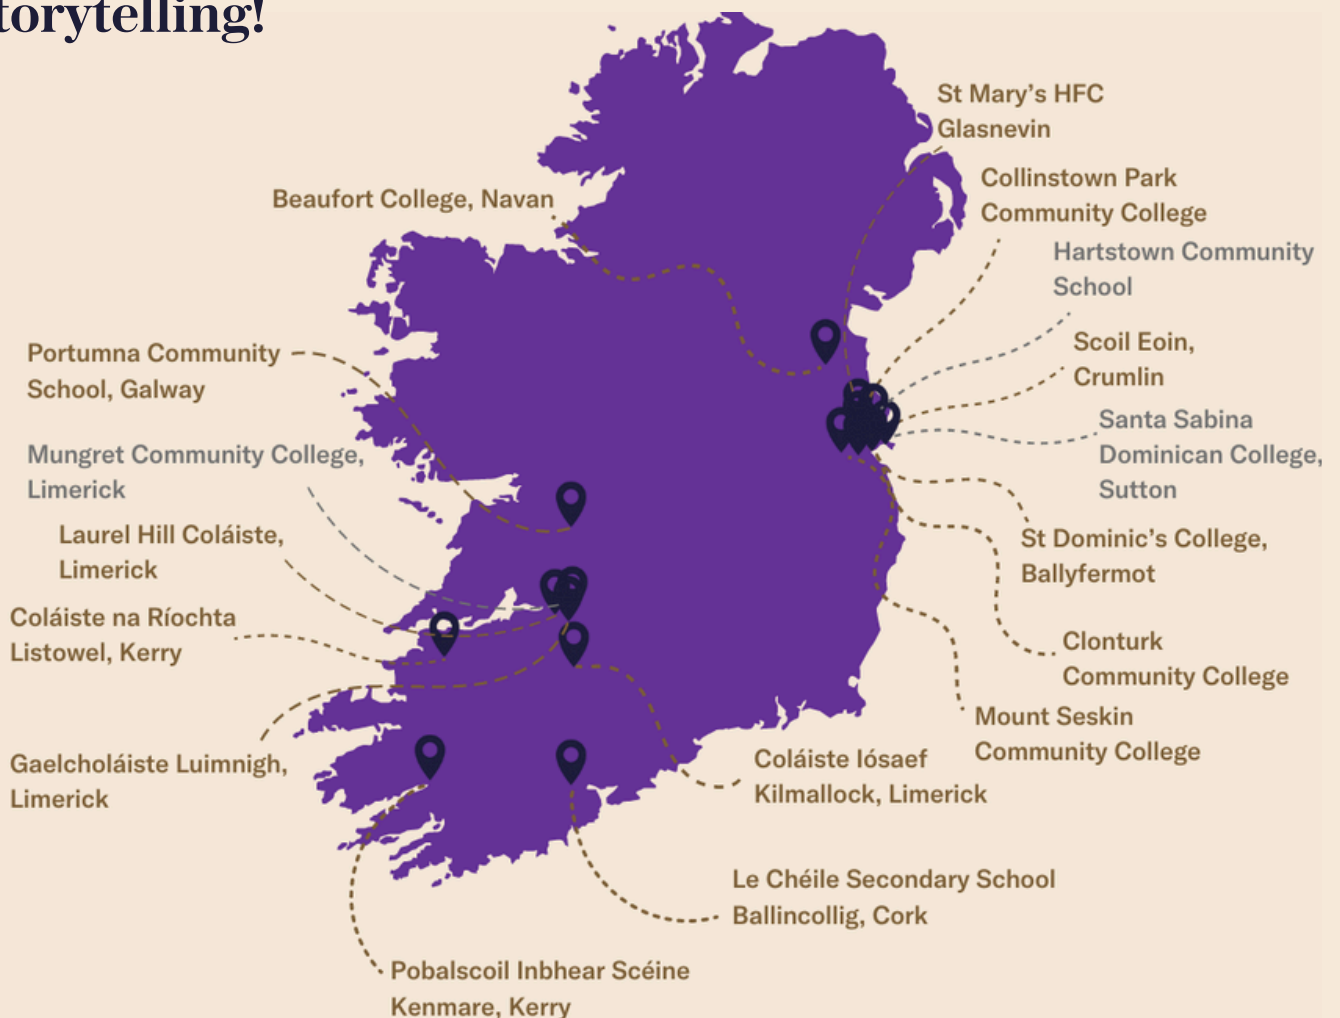 torytelling!
St Mary's HFC
Glasnevin
Collinstown Park
Community College
Beaufort College, Navan
Hartstown Community
School
Scoil Eoin,
Crumlin
Portumna Community
School, Galway
Santa Sabina
Dominican College,
Sutton
Mungret Community College,
Limerick
Laurel Hill Coláiste,
Limerick
St Dominic's College,
Ballyfermot
Coláiste na Ríochta
Listowel, Kerry
Clonturk
Community College
Mount Seskin
Community College
Gaelcholáiste Luimnigh,
Limerick
Coláiste Iósaef
Kilmallock, Limerick
Le Chéile Secondary School
Ballincollig, Cork
Pobalscoil Inbhear Scéine
Kenmare, Kerry